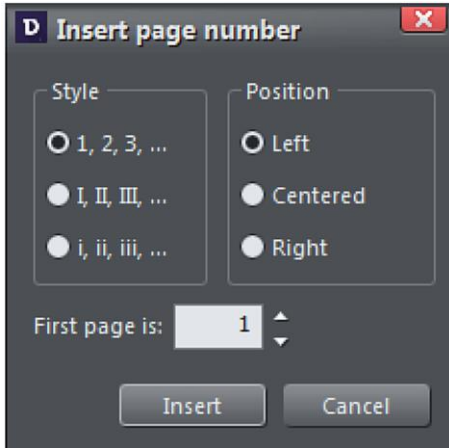 D Insert page number
Style
1, 2, 3, ...
I, II, III, ...
i, ii, iii, ...
Position
Left
Centered
Right
First page is: 1
Insert Cancel